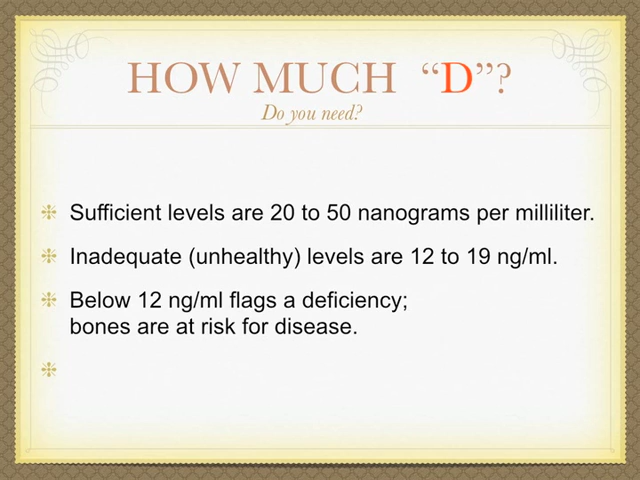 HOW MUCH “D”?
Do you need?
Sufficient levels are 20 to 50 nanograms per milliliter.
Inadequate (unhealthy) levels are 12 to 19 ng/ml.
Below 12 ng/ml flags a deficiency;
bones are at risk for disease.